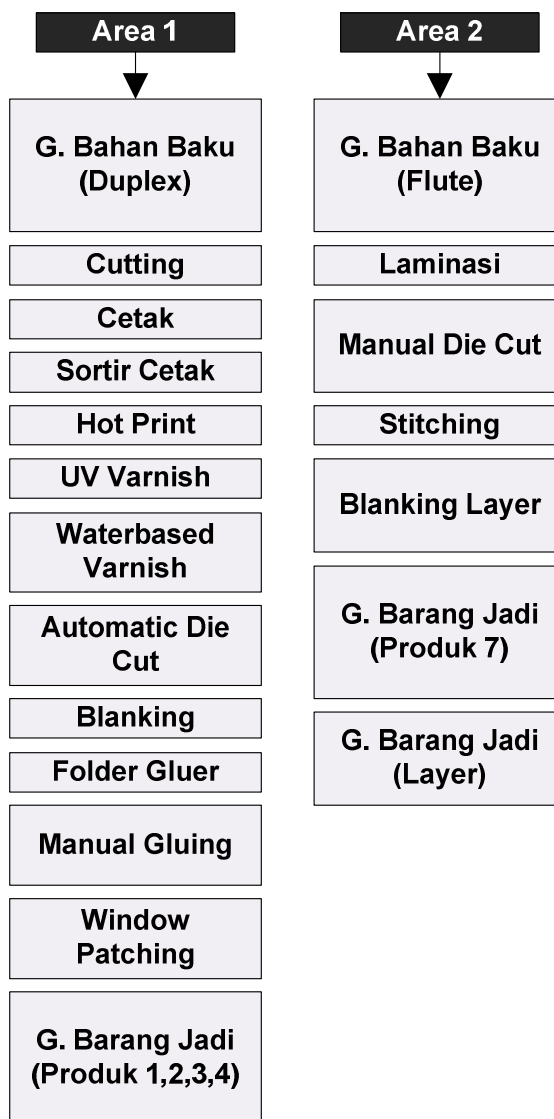 Area 1
G. Bahan Baku
(Duplex)
Cutting
Cetak
Sortir Cetak
Hot Print
UV Varnish
Waterbased
Varnish
Automatic Die
Cut
Blanking
Folder Gluer
Manual Gluing
Window
Patching
G. Barang Jadi
(Produk 1,2,3,4)
Area 2
G. Bahan Baku
(Flute)
Laminasi
Manual Die Cut
Stitching
Blanking Layer
G. Barang Jadi
(Produk 7)
G. Barang Jadi
(Layer)